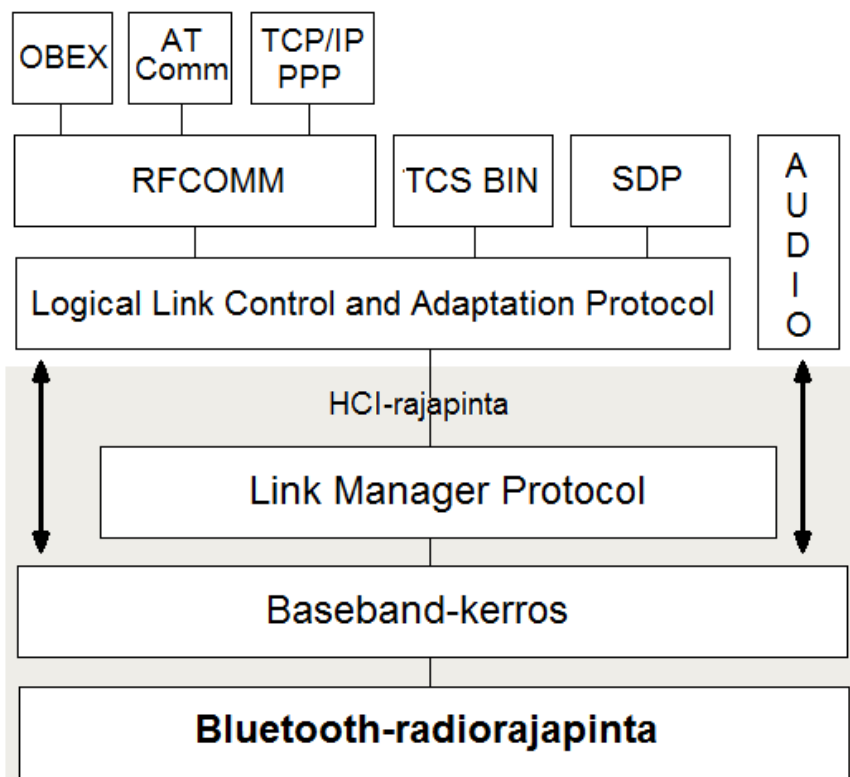 OBEX
AT
Comm
TCP/IP
PPP
RFCOMM
TCS BIN
SDP
A
U
D
I
O
Logical Link Control and Adaptation Protocol
HCI-rajapinta
Link Manager Protocol
Baseband-kerros
Bluetooth-radiorajapinta